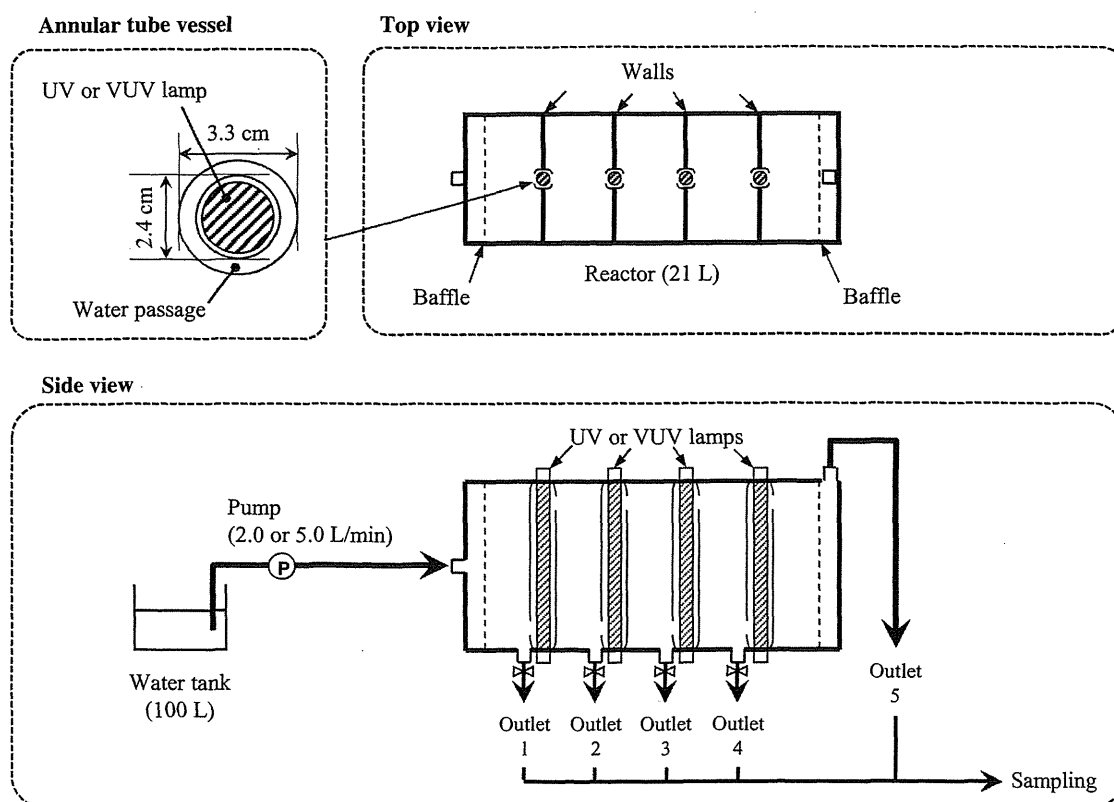 Annular tube vessel
UV or VUV lamp
3.3 cm
2.4 cm
Water passage
Top view
Walls
Reactor (21 L)
Baffle
Baffle
Side view
UV or VUV lamps
Pump
(2.0 or 5.0 L/min)
P
Water tank
(100 L)
Outlet
1
Outlet
2
Outlet
3
Outlet
4
Outlet
5
Sampling